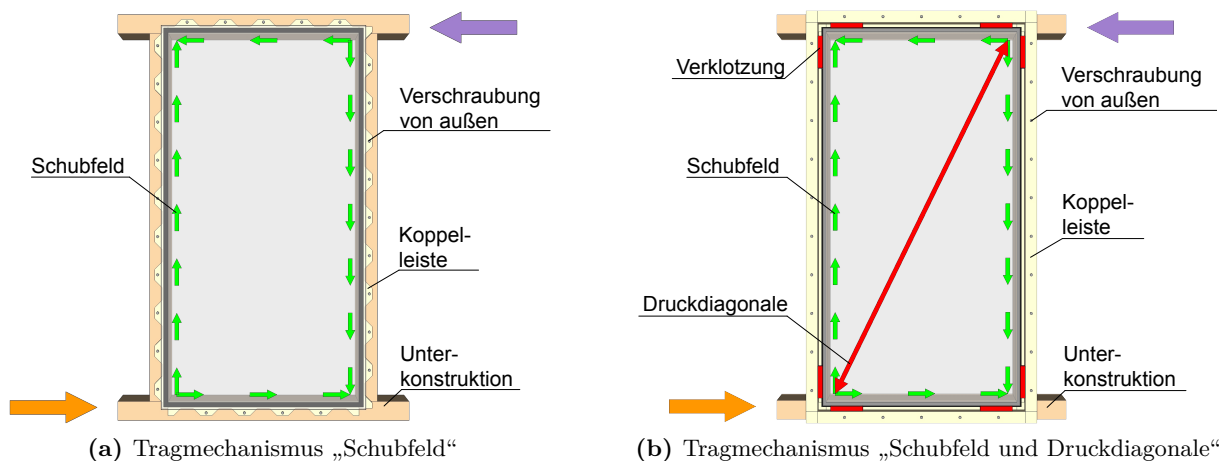 Verschraubung
von außen
Schubfeld
Koppel-
leiste
Unter-
konstruktion
(a) Tragmechanismus „Schubfeld“
Verklotzung
Verschraubung
von außen
Schubfeld
Koppel-
leiste
Druckdiagonale
Unter-
konstruktion
(b) Tragmechanismus „Schubfeld und Druckdiagonale“